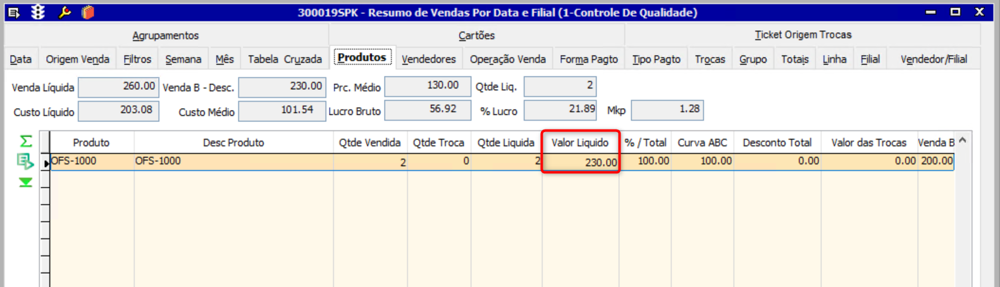 300019SPK - Resumo de Vendas Por Data e Filial (1-Controle De Qualidade)
Agrupamentos Cartões Ticket Origem Trocas
Data Origem Venda Filtros Semana Mês Tabela Cruzada Produtos Vendedores Operação Venda Forma Pagto Tipo Pagto Trocas Grupo Totais Linha Filial Vendedor/Filial
Venda Líquida 260.00 Venda B - Desc. 230.00 Prc. Médio 130.00 Qtde Liq. 2
Custo Líquido 203.08 Custo Médio 101.54 Lucro Bruto 56.92 % Lucro 21.89 Mkp 1.28
Produto Desc Produto Qtde Vendida Qtde Troca Qtde Liquida Valor Liquido % / Total Curva ABC Desconto Total Valor das Trocas Venda B
OFS-1000 OFS-1000 2 0 2 230.00 100.00 100.00 0.00 0.00 200.00